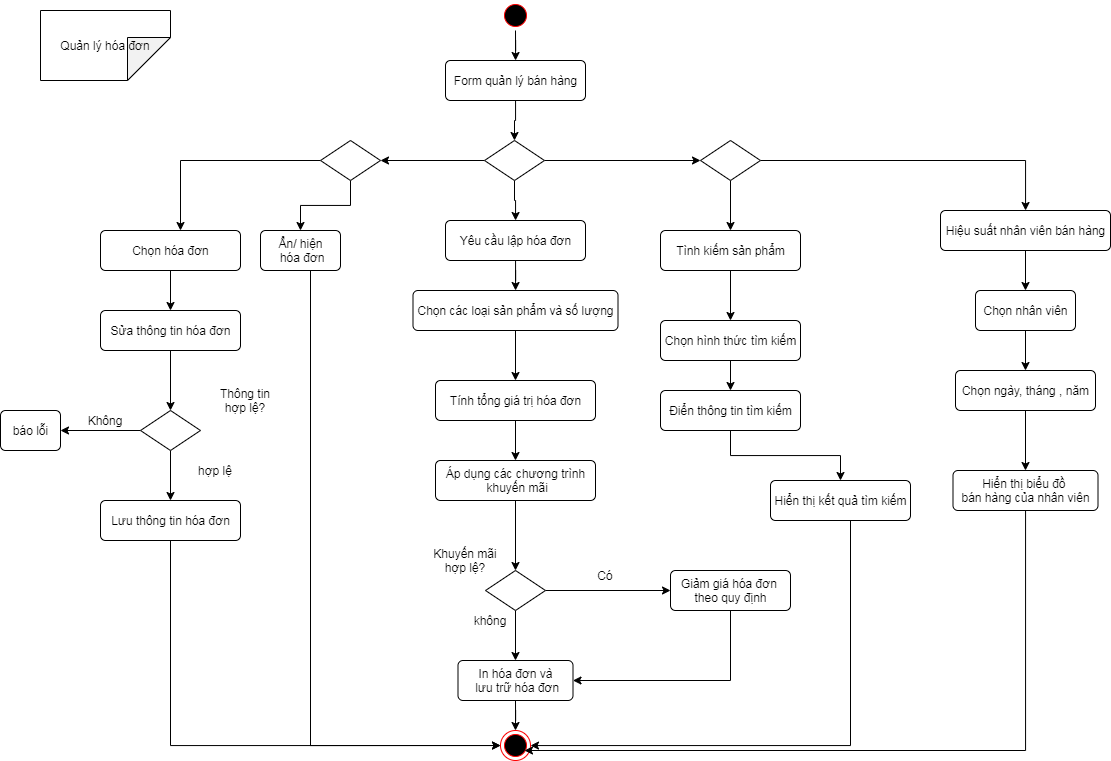 Quản lý hóa đơn
Form quản lý bán hàng
Chọn hóa đơn
Ẩn/ hiện
hóa đơn
Yêu cầu lập hóa đơn
Tình kiếm sản phẩm
Hiệu suất nhân viên bán hàng
Sửa thông tin hóa đơn
Chọn các loại sản phẩm và số lượng
Chọn hình thức tìm kiếm
Chọn nhân viên
Thông tin
hợp lệ?
Không
báo lỗi
hợp lệ
Lưu thông tin hóa đơn
Tính tổng giá trị hóa đơn
Điển thông tin tìm kiếm
Chọn ngày, tháng , năm
Áp dụng các chương trình
khuyến mãi
Hiển thị kết quả tìm kiếm
Hiển thị biểu đồ
bán hàng của nhân viên
Khuyến mãi
hợp lệ?
Có
Giảm giá hóa đơn
theo quy định
không
In hóa đơn và
lưu trữ hóa đơn